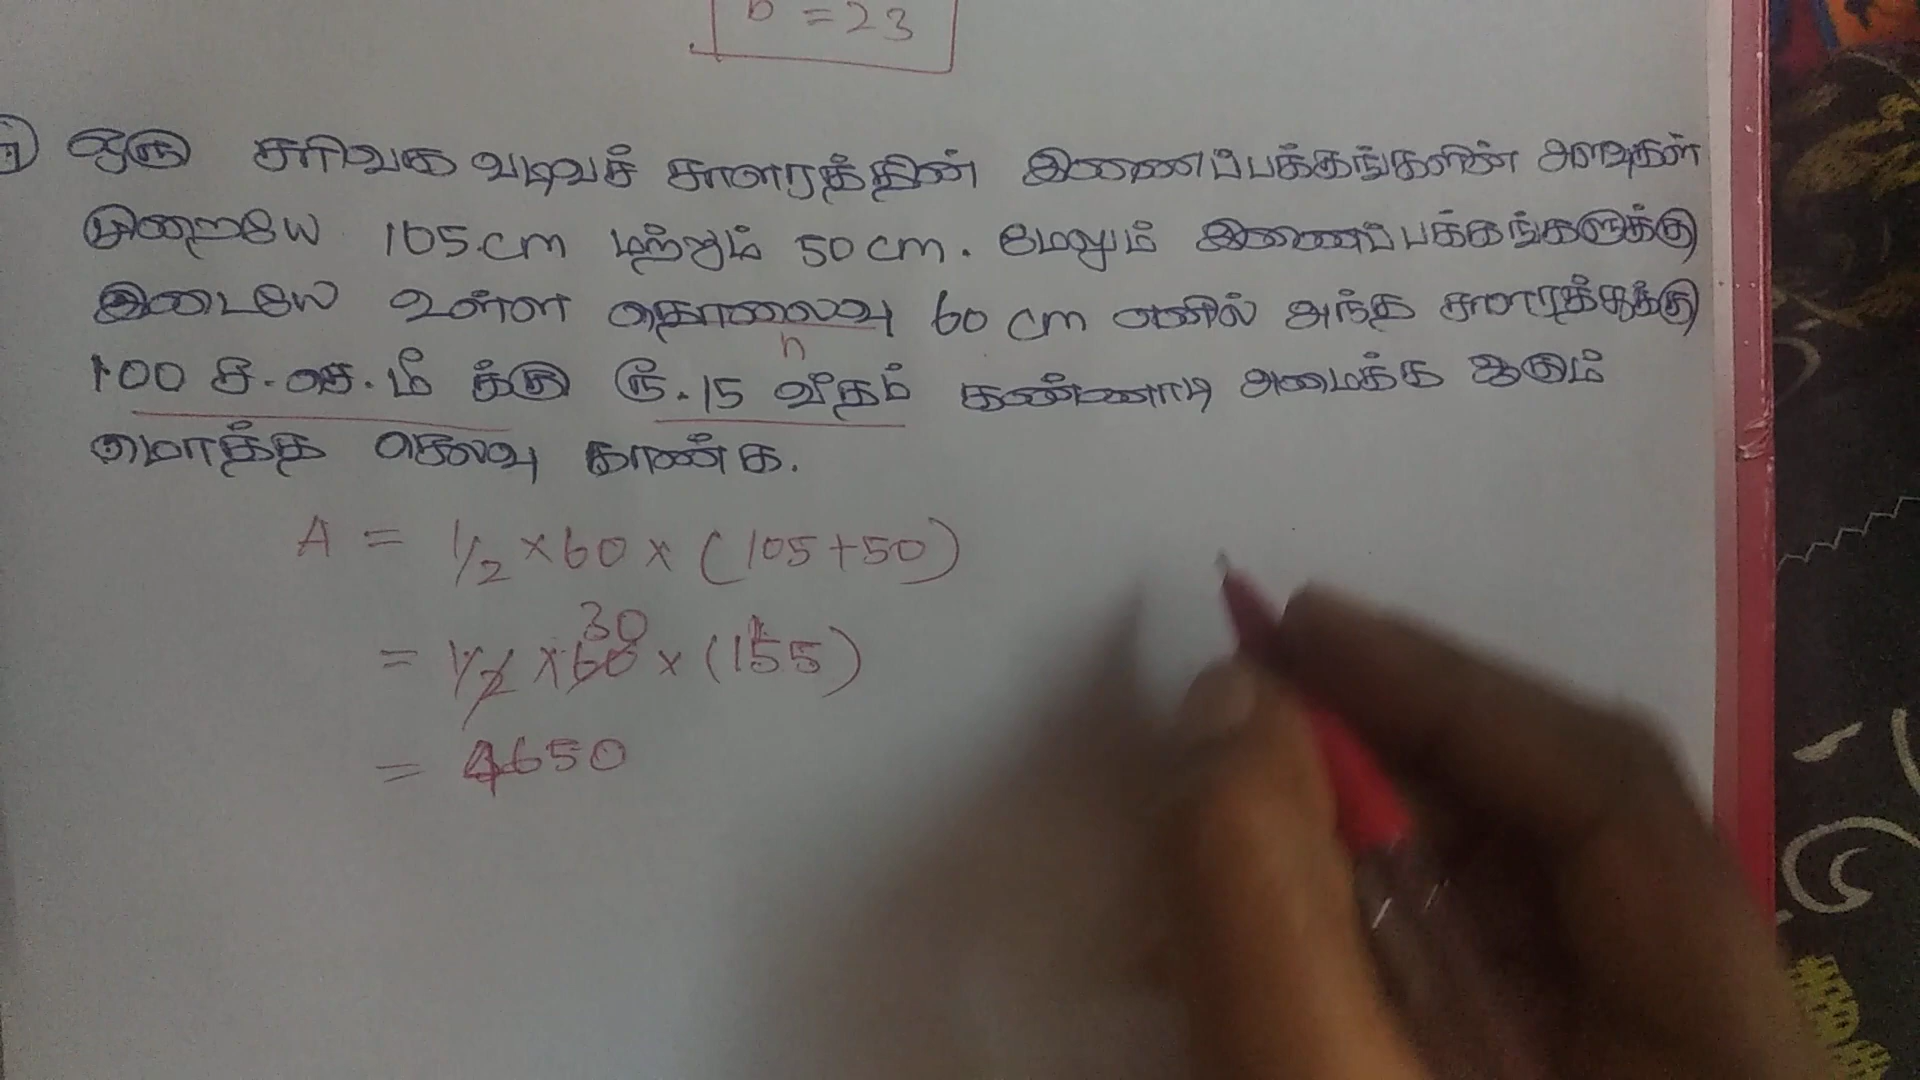 b = 23
ஒரு சரிவக வடிவச் சாளரத்தின் இணைப்பக்கங்களின் அளவுகள்
முறையே 105 cm மற்றும் 50 cm. மேலும் இணைப்பக்கங்களுக்கு
இடையே உள்ள தொலைவு 60 cm எனில் அந்த சாளரத்துக்கு
h
100 ச.செ.மீ க்கு ரூ.15 வீதம் கண்ணாடி அமைக்க ஆகும்
மொத்த செலவு காண்க.
A = 1/2 × 60 × (105+50)
30
= 1/2 × 60 × (155)
= 4650